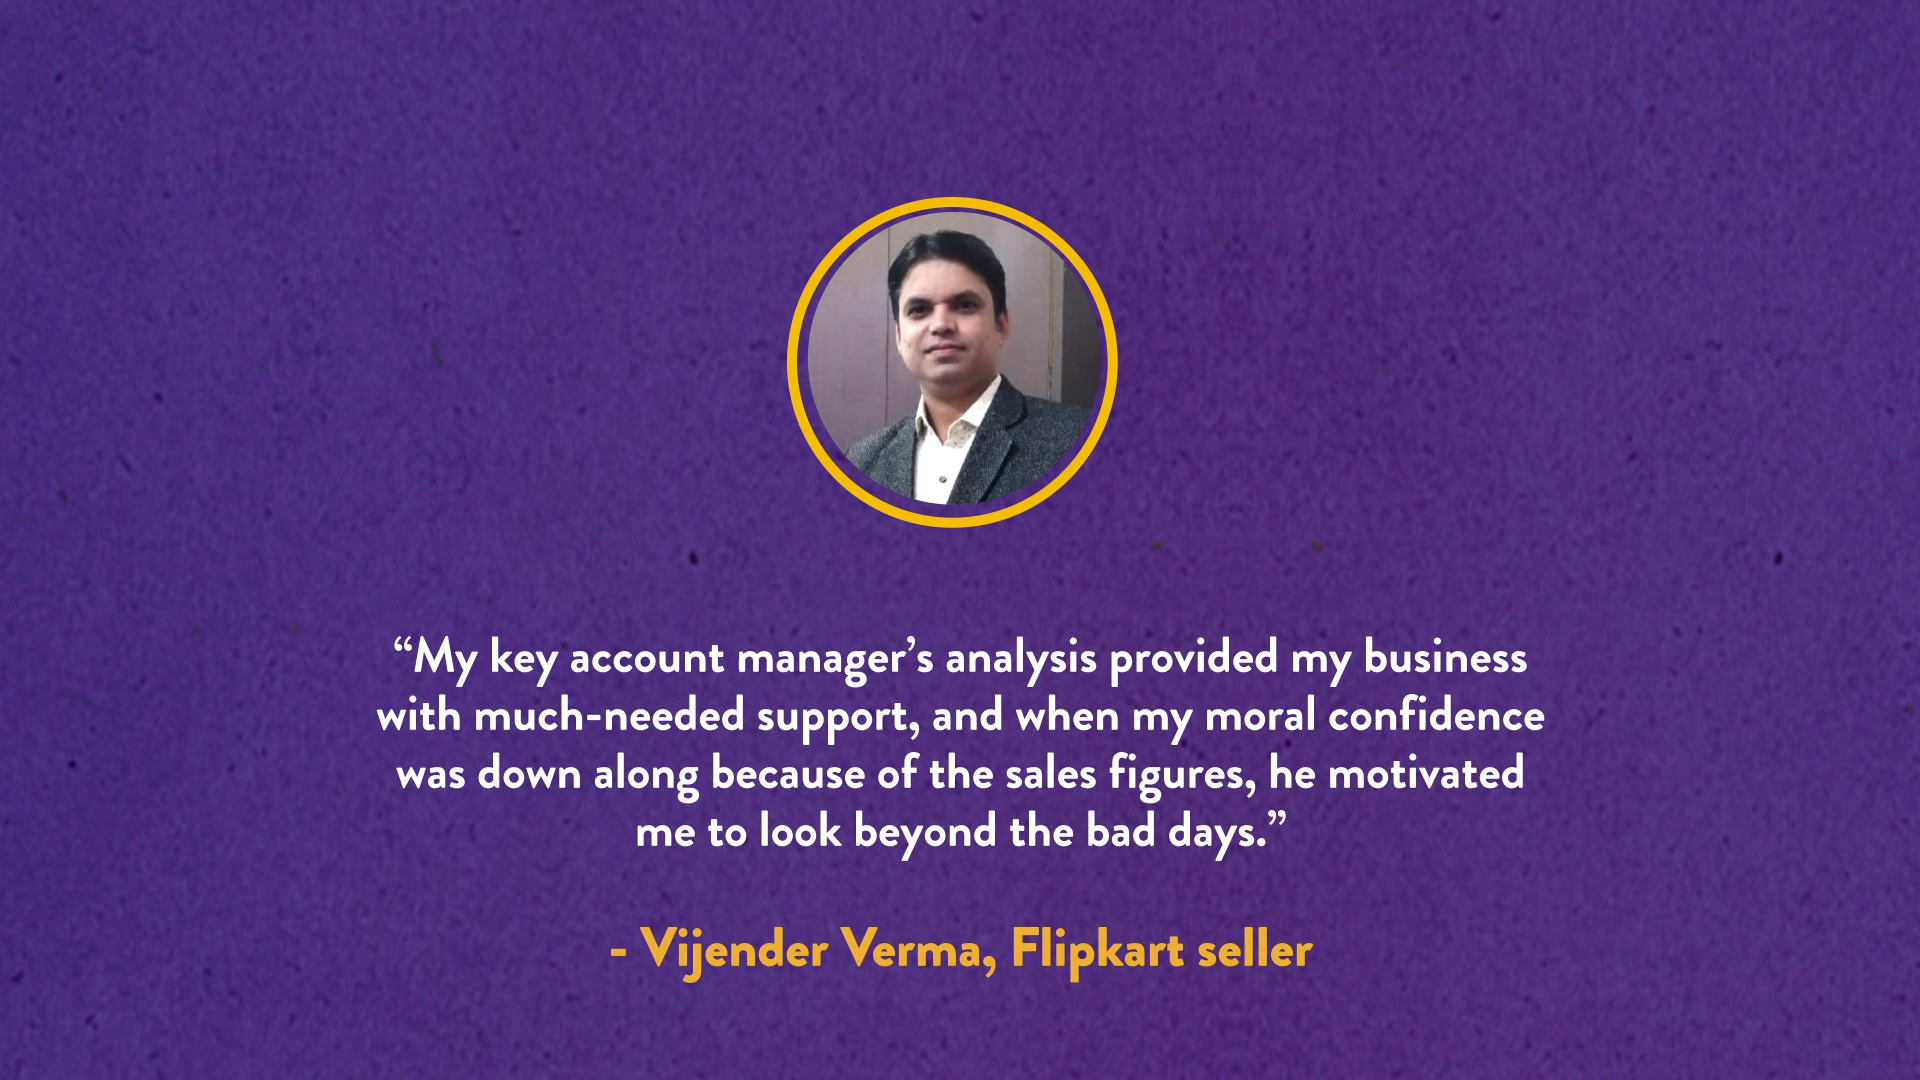 “My key account manager’s analysis provided my business
with much-needed support, and when my moral confidence
was down along because of the sales figures, he motivated
me to look beyond the bad days.”
- Vijender Verma, Flipkart seller